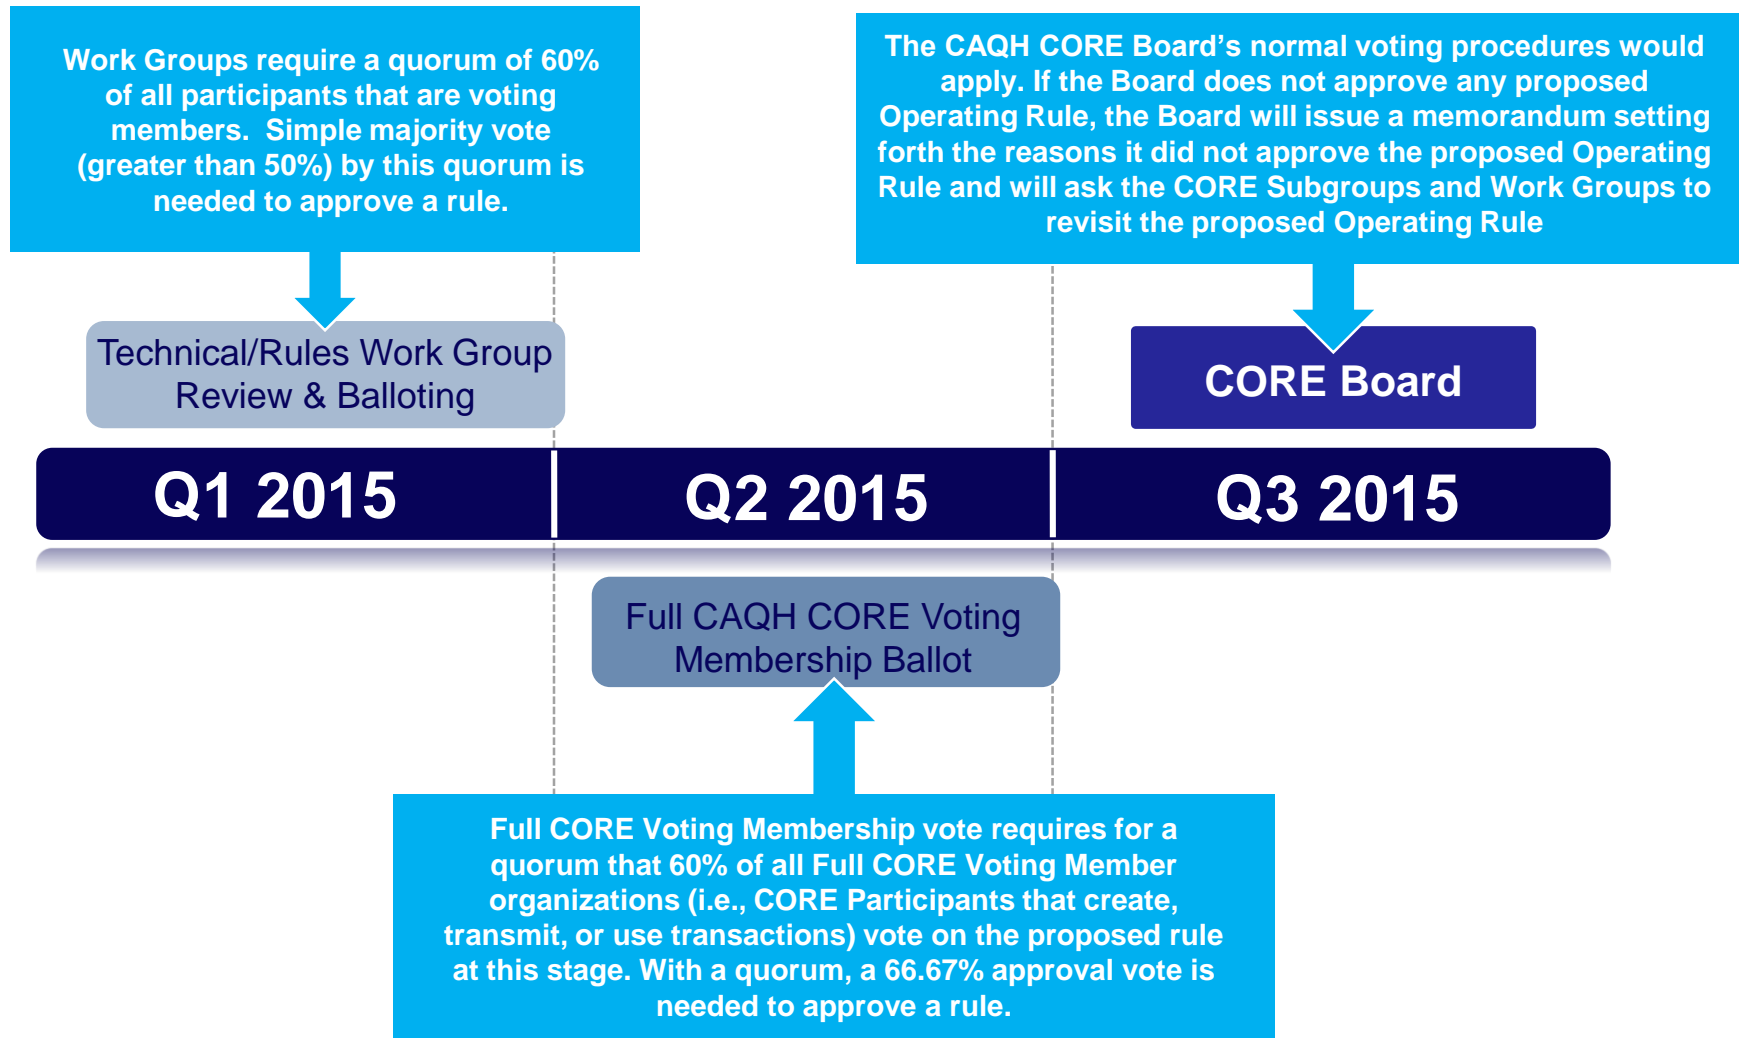 Work Groups require a quorum of 60%
of all participants that are voting
members.  Simple majority vote
(greater than 50%) by this quorum is
needed to approve a rule.
The CAQH CORE Board’s normal voting procedures would
apply. If the Board does not approve any proposed
Operating Rule, the Board will issue a memorandum setting
forth the reasons it did not approve the proposed Operating
Rule and will ask the CORE Subgroups and Work Groups to
revisit the proposed Operating Rule
Technical/Rules Work Group
Review & Balloting
CORE Board
Q1 2015
Q2 2015
Q3 2015
Full CAQH CORE Voting
Membership Ballot
Full CORE Voting Membership vote requires for a
quorum that 60% of all Full CORE Voting Member
organizations (i.e., CORE Participants that create,
transmit, or use transactions) vote on the proposed rule
at this stage. With a quorum, a 66.67% approval vote is
needed to approve a rule.